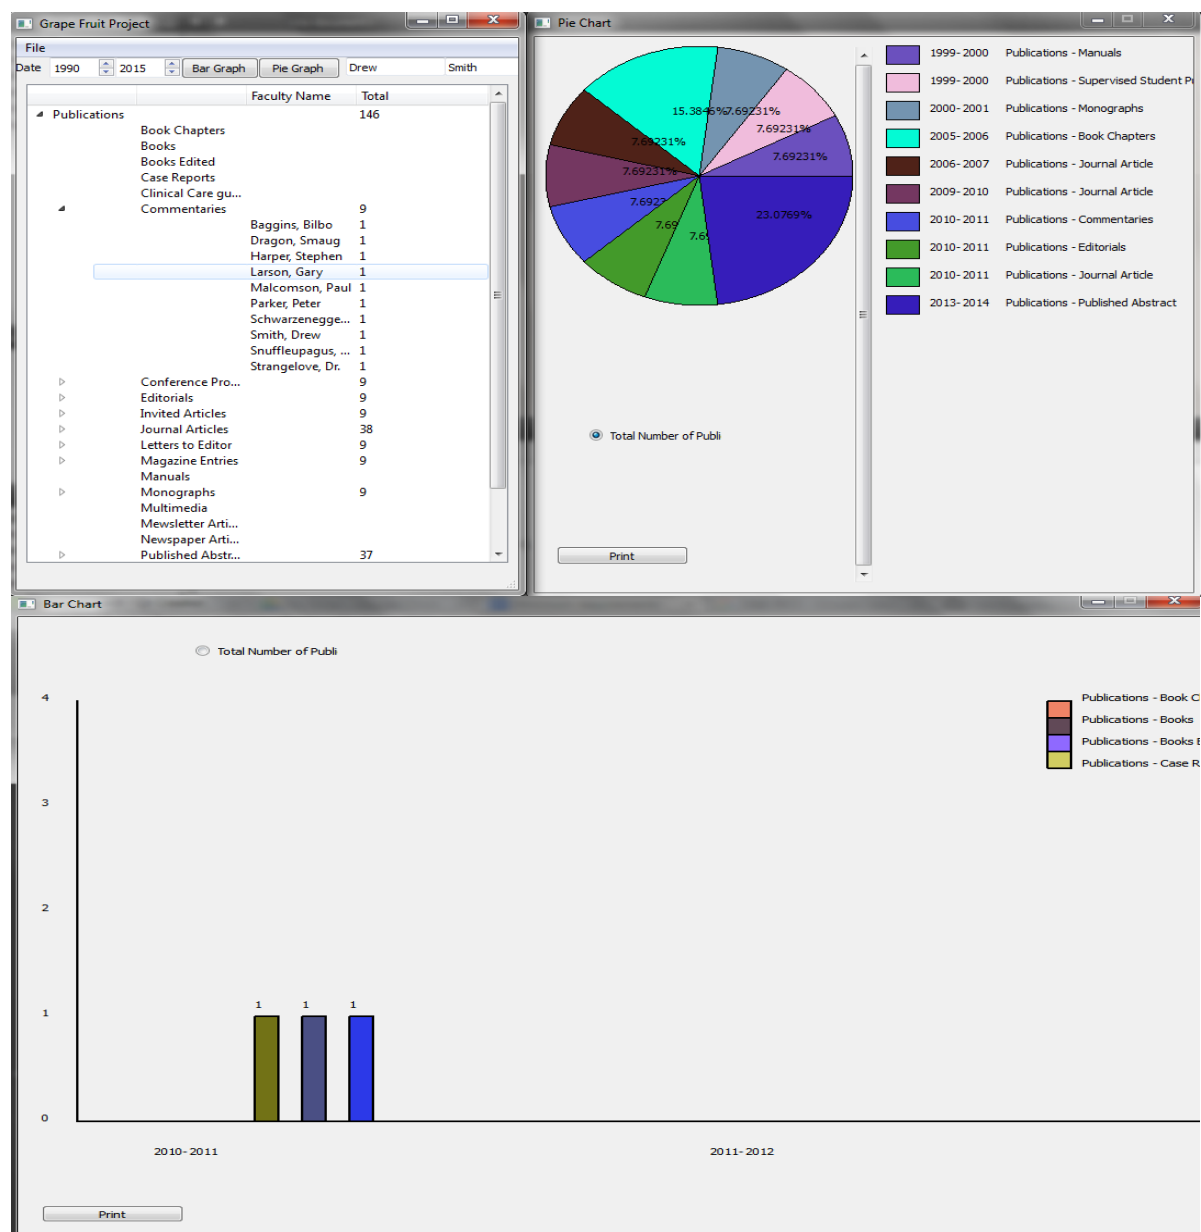 Grape Fruit Project
File
Date 1990 2015 Bar Graph Pie Graph Drew Smith
Faculty Name Total
Publications 146
Book Chapters
Books
Books Edited
Case Reports
Clinical Care gu...
Commentaries 9
Baggins, Bilbo 1
Dragon, Smaug 1
Harper, Stephen 1
Larson, Gary 1
Malcomson, Paul 1
Parker, Peter 1
Schwarzenegge... 1
Smith, Drew 1
Snuffleupagus, ... 1
Strangelove, Dr. 1
Conference Pro... 9
Editorials 9
Invited Articles 9
Journal Articles 38
Letters to Editor 9
Magazine Entries 9
Manuals
Monographs 9
Multimedia
Mewsletter Arti...
Newspaper Arti...
Published Abstr... 37
Pie Chart
15.3846%
7.69231%
7.69231%
7.69231%
7.69231%
7.69231%
7.692
7.69
7.69
23.0769%
1999-2000 Publications - Manuals
1999-2000 Publications - Supervised Student P
2000-2001 Publications - Monographs
2005-2006 Publications - Book Chapters
2006-2007 Publications - Journal Article
2009-2010 Publications - Journal Article
2010-2011 Publications - Commentaries
2010-2011 Publications - Editorials
2010-2011 Publications - Journal Article
2013-2014 Publications - Published Abstract
Total Number of Publi
Print
Bar Chart
Total Number of Publi
4
3
2
1
0
1 1 1
2010-2011 2011-2012
Publications - Book C
Publications - Books
Publications - Books E
Publications - Case R
Print